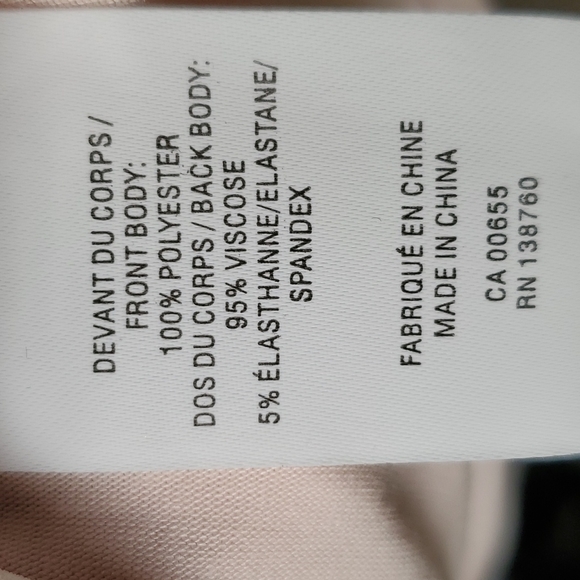 DEVANT DU CORPS /
FRONT BODY:
100% POLYESTER
DOS DU CORPS / BACK BODY:
95% VISCOSE
5% ÉLASTHANNE/ELASTANE/
SPANDEX
FABRIQUÉ EN CHINE
MADE IN CHINA
CA 00655
RN 138760